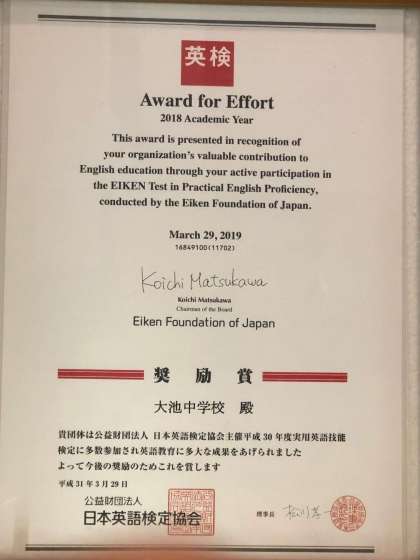 英検
Award for Effort
2018 Academic Year
This award is presented in recognition of
your organization's valuable contribution to
English education through your active participation in
the EIKEN Test in Practical English Proficiency,
conducted by the Eiken Foundation of Japan.
March 29, 2019
16849100(11702)
Koichi Matsukawa
Koichi Matsukawa
Chairman of the Board
Eiken Foundation of Japan
奨励賞
大池中学校 殿
貴団体は公益財団法人 日本英語検定協会主催平成30年度実用英語技能
検定に多数参加され英語教育に多大な成果をあげられました
よって今後の奨励のためこれを賞します
平成31年3月29日
公益財団法人
日本英語検定協会
理事長